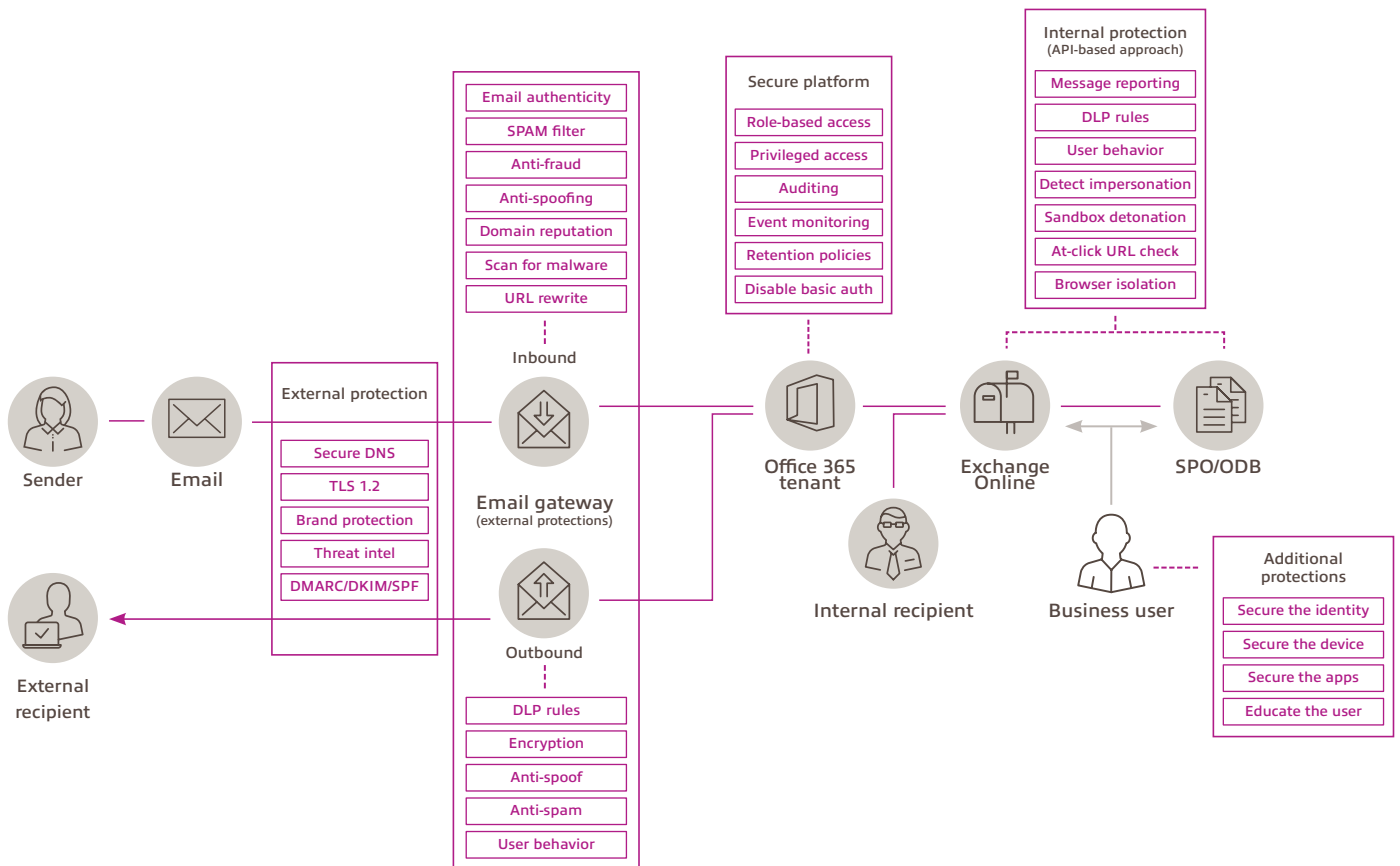 Email authenticity
SPAM filter
Anti-fraud
Anti-spoofing
Domain reputation
Scan for malware
URL rewrite
Inbound
Secure platform
Role-based access
Privileged access
Auditing
Event monitoring
Retention policies
Disable basic auth
Internal protection
(API-based approach)
Message reporting
DLP rules
User behavior
Detect impersonation
Sandbox detonation
At-click URL check
Browser isolation
Sender
Email
External protection
Secure DNS
TLS 1.2
Brand protection
Threat intel
DMARC/DKIM/SPF
Email gateway
(external protections)
Office 365
tenant
Exchange
Online
SPO/ODB
Internal recipient
Business user
External
recipient
Outbound
DLP rules
Encryption
Anti-spoof
Anti-spam
User behavior
Additional
protections
Secure the identity
Secure the device
Secure the apps
Educate the user